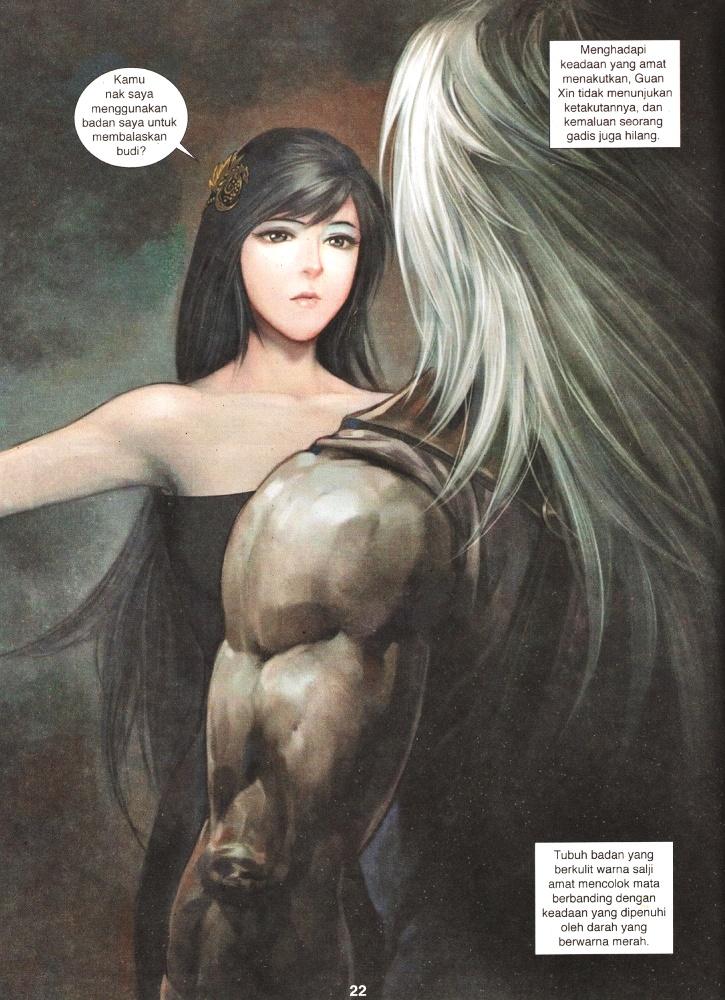 Kamu
nak saya
menggunakan
badan saya untuk
membalaskan
budi?
Menghadapi
keadaan yang amat
menakutkan, Guan
Xin tidak menunjukan
ketakutannya, dan
kemaluan seorang
gadis juga hilang.
Tubuh badan yang
berkulit warna salji
amat mencolok mata
berbanding dengan
keadaan yang dipenuhi
oleh darah yang
berwarna merah.
22